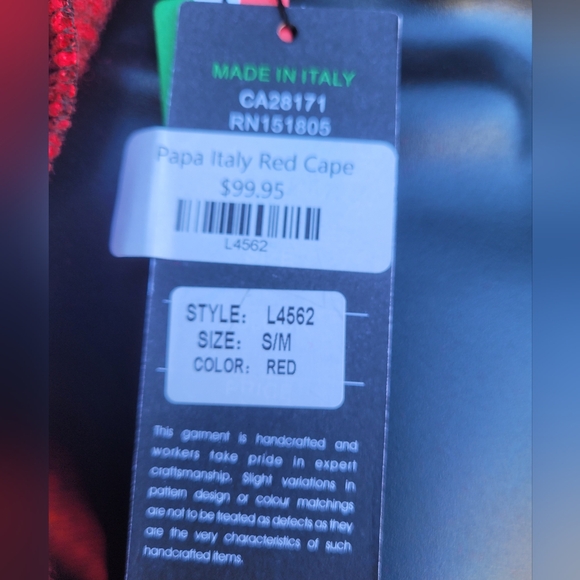 MADE IN ITALY
CA28171
RN151805
Papa Italy Red Cape
$99.95
L4562
STYLE: L4562
SIZE: S/M
COLOR: RED
This garment is handcrafted and
workers take pride in expert
craftsmanship. Slight variations in
pattern design or colour matchings
are not to be treated as defects as they
are the very characteristics of such
handcrafted items.